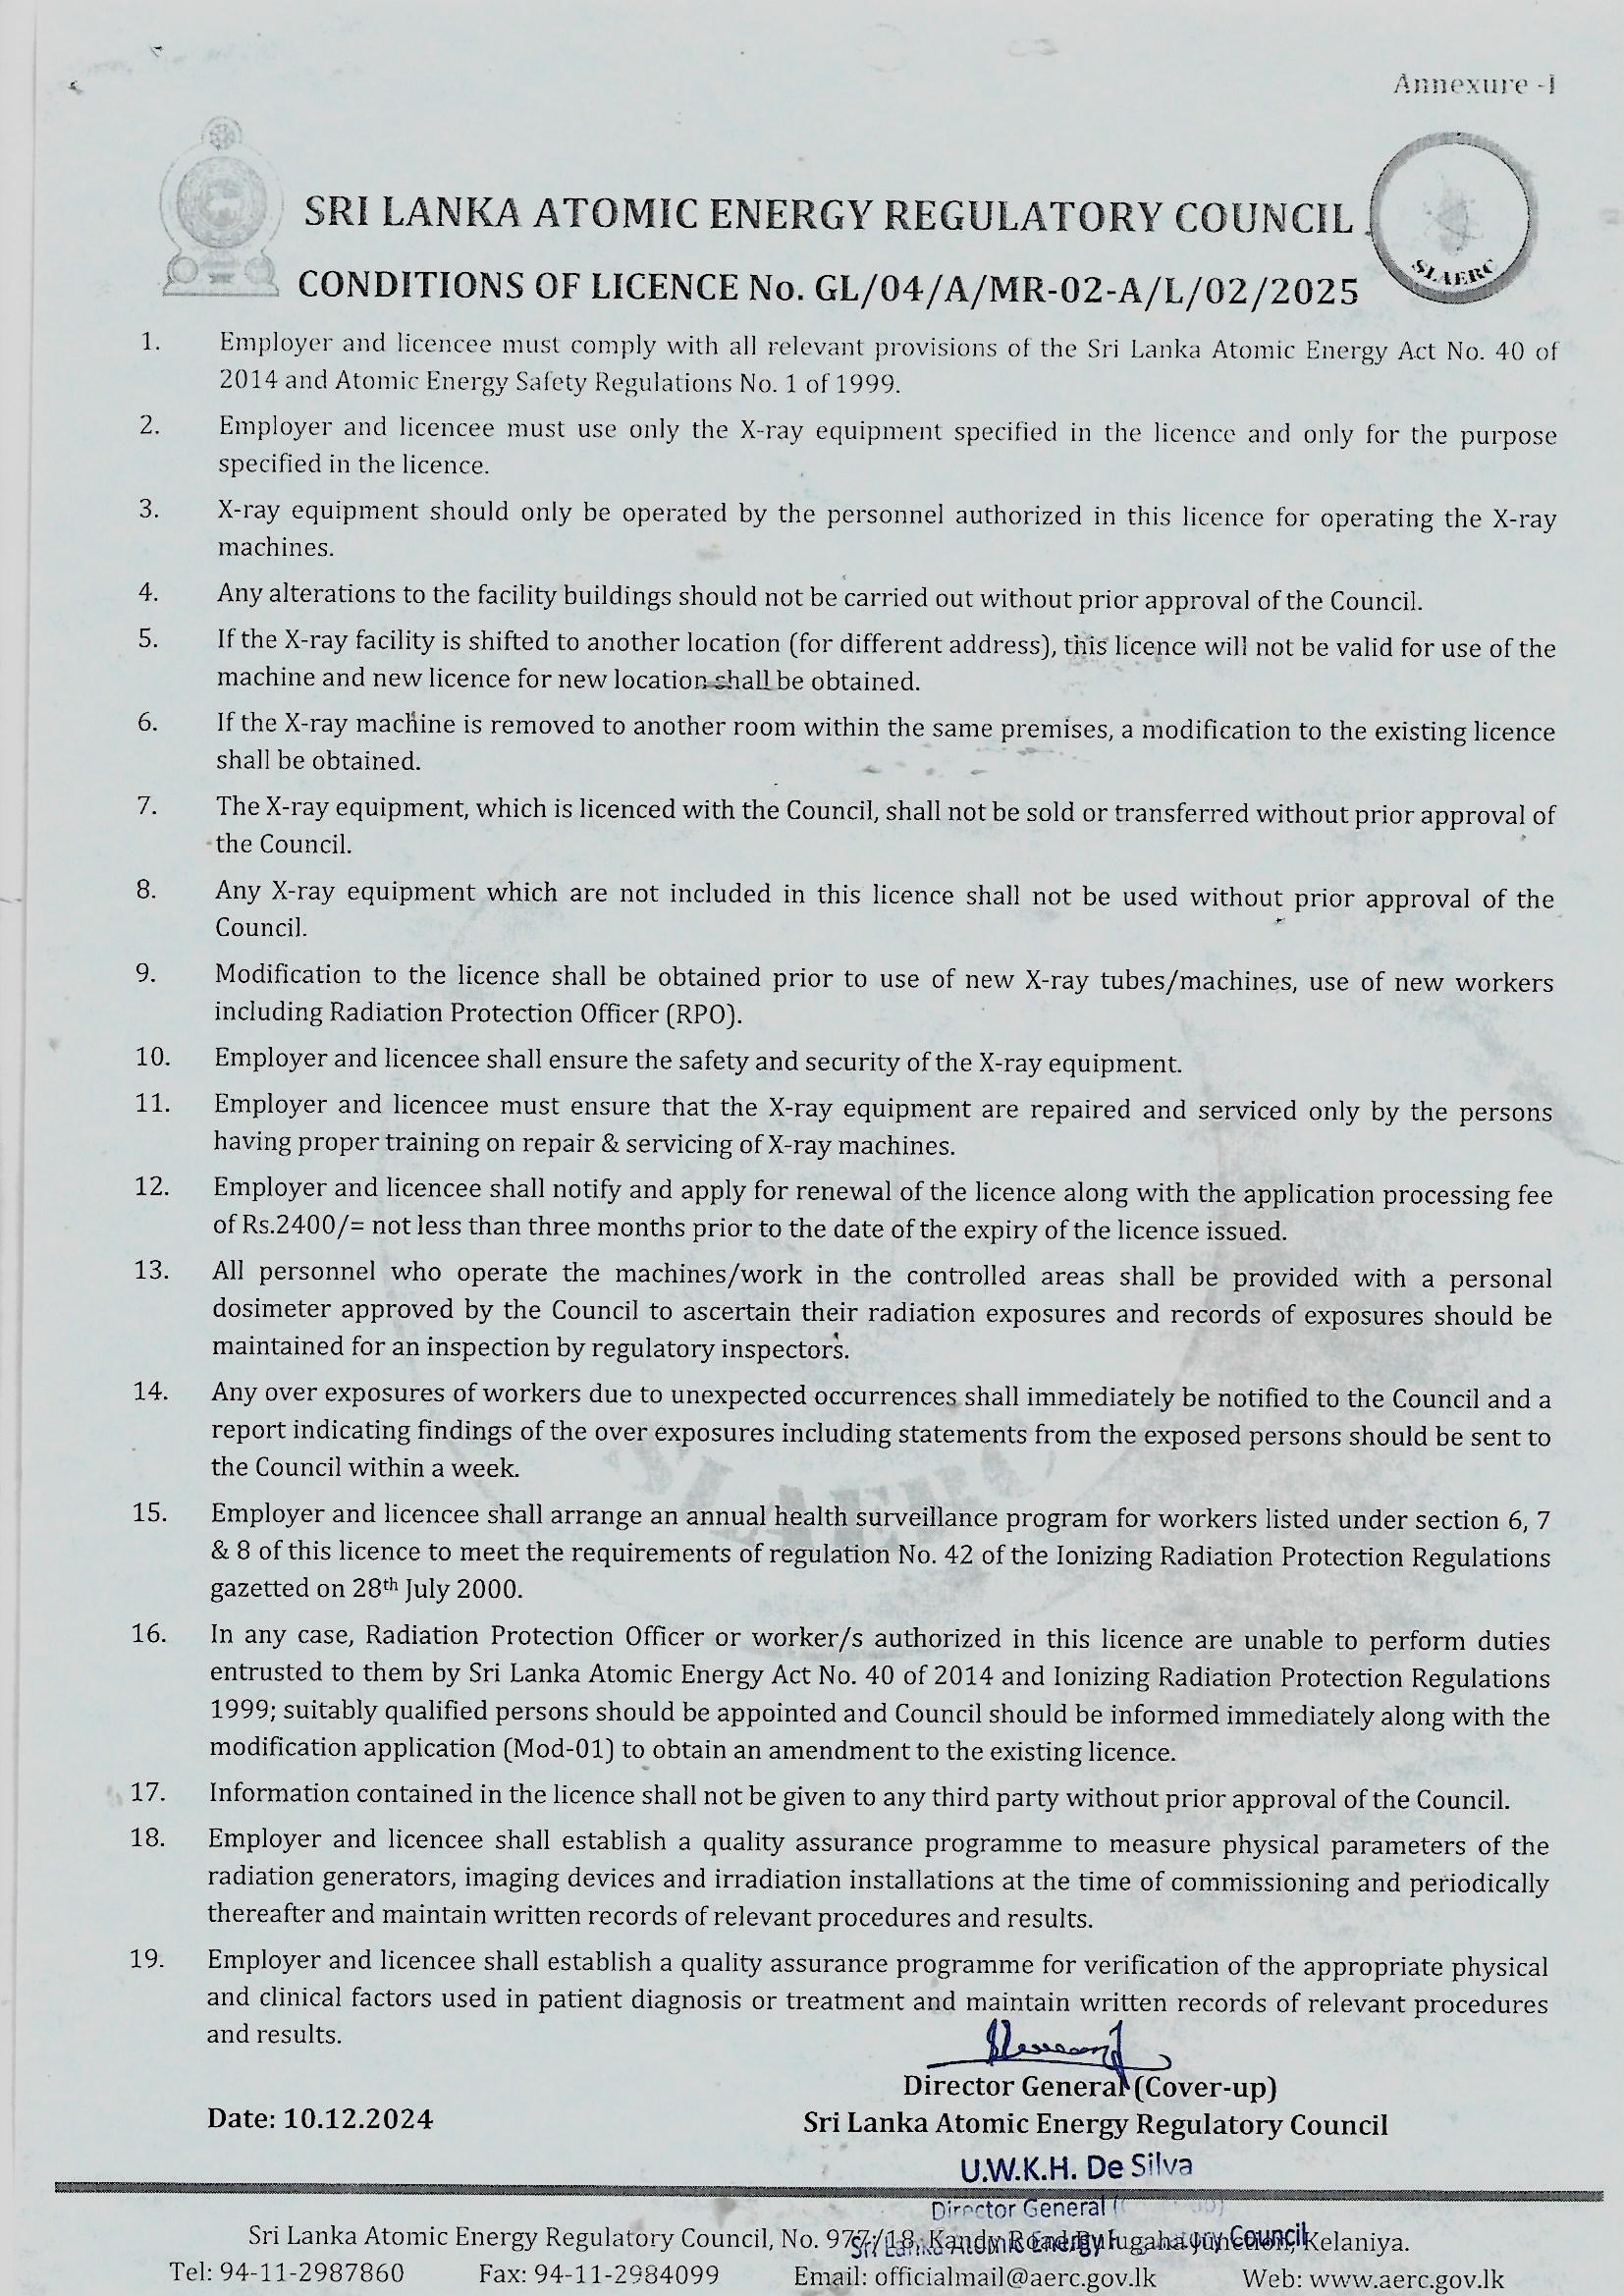 Annexure -I
SRI LANKA ATOMIC ENERGY REGULATORY COUNCIL
SLAERC
CONDITIONS OF LICENCE No. GL/04/A/MR-02-A/L/02/2025
1. Employer and licencee must comply with all relevant provisions of the Sri Lanka Atomic Energy Act No. 40 of
2014 and Atomic Energy Safety Regulations No. 1 of 1999.
2. Employer and licencee must use only the X-ray equipment specified in the licence and only for the purpose
specified in the licence.
3. X-ray equipment should only be operated by the personnel authorized in this licence for operating the X-ray
machines.
4. Any alterations to the facility buildings should not be carried out without prior approval of the Council.
5. If the X-ray facility is shifted to another location (for different address), this licence will not be valid for use of the
machine and new licence for new location shall be obtained.
6. If the X-ray machine is removed to another room within the same premises, a modification to the existing licence
shall be obtained.
7. The X-ray equipment, which is licenced with the Council, shall not be sold or transferred without prior approval of
the Council.
8. Any X-ray equipment which are not included in this licence shall not be used without prior approval of the
Council.
9. Modification to the licence shall be obtained prior to use of new X-ray tubes/machines, use of new workers
including Radiation Protection Officer (RPO).
10. Employer and licencee shall ensure the safety and security of the X-ray equipment.
11. Employer and licencee must ensure that the X-ray equipment are repaired and serviced only by the persons
having proper training on repair & servicing of X-ray machines.
12. Employer and licencee shall notify and apply for renewal of the licence along with the application processing fee
of Rs.2400/= not less than three months prior to the date of the expiry of the licence issued.
13. All personnel who operate the machines/work in the controlled areas shall be provided with a personal
dosimeter approved by the Council to ascertain their radiation exposures and records of exposures should be
maintained for an inspection by regulatory inspectors.
14. Any over exposures of workers due to unexpected occurrences shall immediately be notified to the Council and a
report indicating findings of the over exposures including statements from the exposed persons should be sent to
the Council within a week.
15. Employer and licencee shall arrange an annual health surveillance program for workers listed under section 6, 7
& 8 of this licence to meet the requirements of regulation No. 42 of the Ionizing Radiation Protection Regulations
gazetted on 28th July 2000.
16. In any case, Radiation Protection Officer or worker/s authorized in this licence are unable to perform duties
entrusted to them by Sri Lanka Atomic Energy Act No. 40 of 2014 and Ionizing Radiation Protection Regulations
1999; suitably qualified persons should be appointed and Council should be informed immediately along with the
modification application (Mod-01) to obtain an amendment to the existing licence.
17. Information contained in the licence shall not be given to any third party without prior approval of the Council.
18. Employer and licencee shall establish a quality assurance programme to measure physical parameters of the
radiation generators, imaging devices and irradiation installations at the time of commissioning and periodically
thereafter and maintain written records of relevant procedures and results.
19. Employer and licencee shall establish a quality assurance programme for verification of the appropriate physical
and clinical factors used in patient diagnosis or treatment and maintain written records of relevant procedures
and results.
Director General (Cover-up)
Date: 10.12.2024
Sri Lanka Atomic Energy Regulatory Council
U.W.K.H. De Silva
Director General
Sri Lanka Atomic Energy Council
Sri Lanka Atomic Energy Regulatory Council, No. 977/18, Kandy Road, Bulugaha Junction, Kelaniya.
Tel: 94-11-2987860 Fax: 94-11-2984099 Email: officialmail@aerc.gov.lk Web: www.aerc.gov.lk